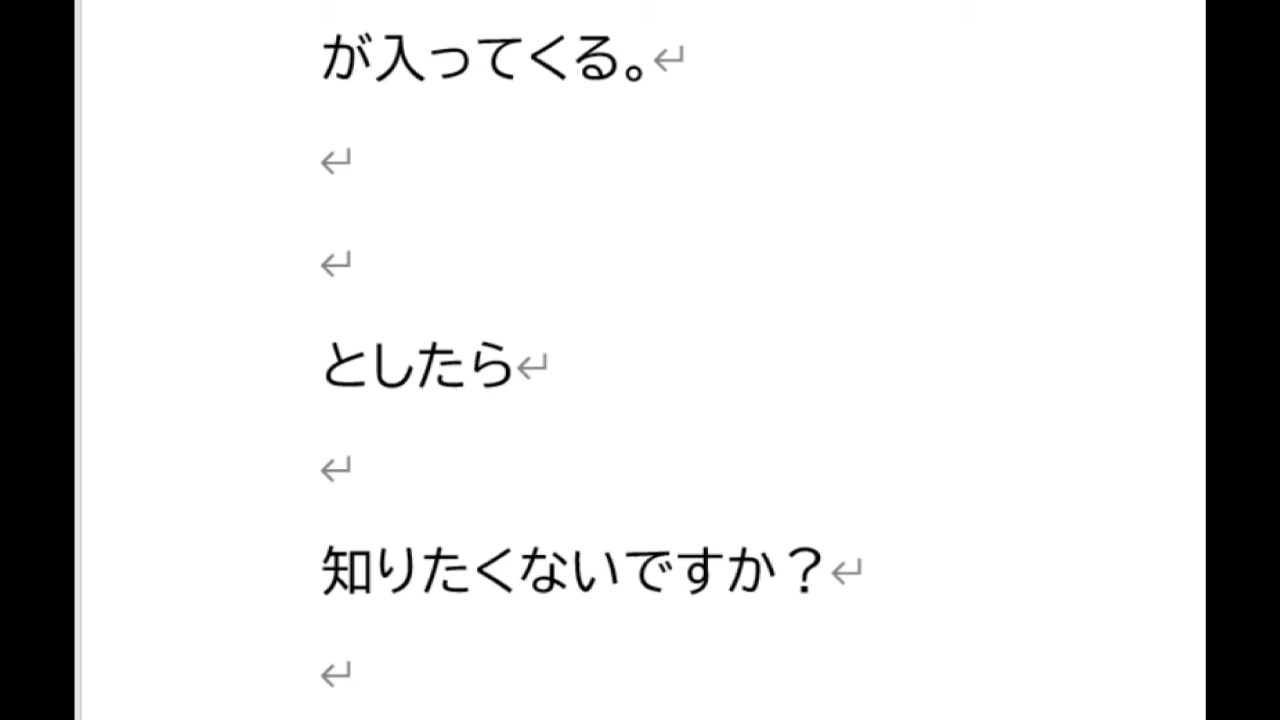 が入ってくる。
としたら
知りたくないですか？